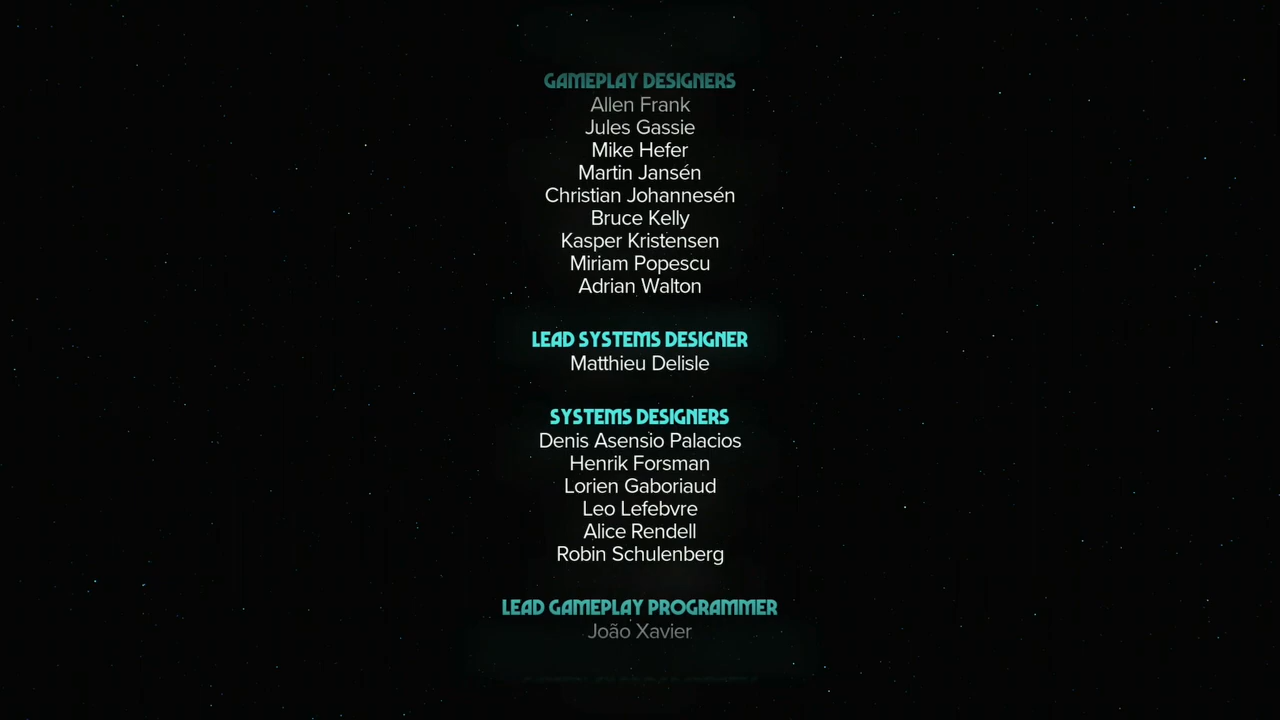 GAMEPLAY DESIGNERS
Allen Frank
Jules Gassie
Mike Hefer
Martin Jansén
Christian Johannesén
Bruce Kelly
Kasper Kristensen
Miriam Popescu
Adrian Walton
LEAD SYSTEMS DESIGNER
Matthieu Delisle
SYSTEMS DESIGNERS
Denis Asensio Palacios
Henrik Forsman
Lorien Gaboriaud
Leo Lefebvre
Alice Rendell
Robin Schulenberg
LEAD GAMEPLAY PROGRAMMER
João Xavier